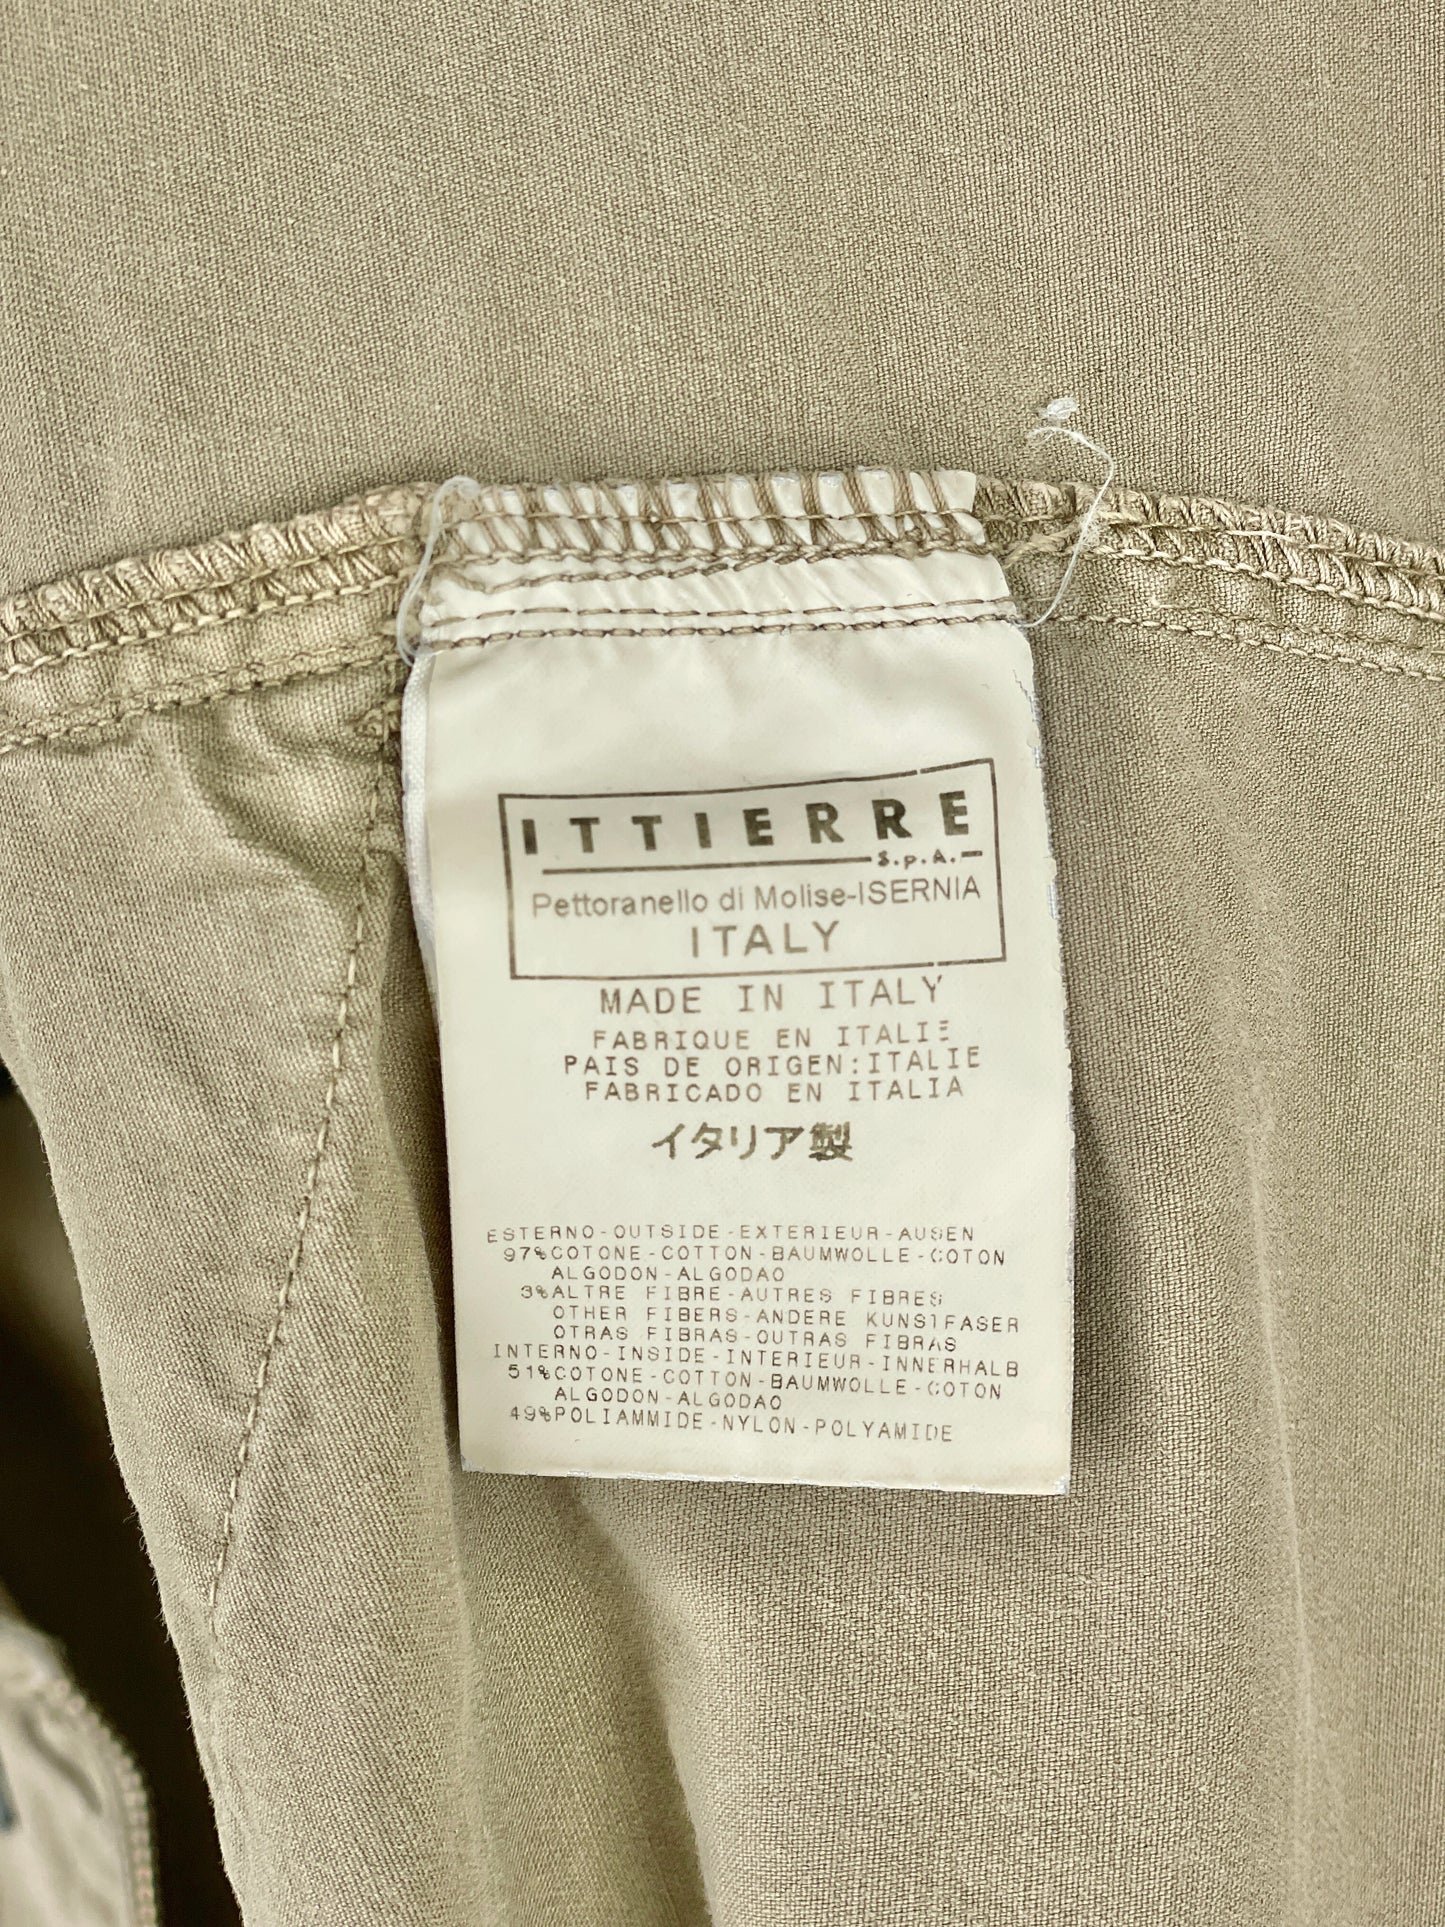 ITTIERRE
S.p.A.
Pettoranello di Molise-ISERNIA
ITALY
MADE IN ITALY
FABRIQUE EN ITALIE
PAIS DE ORIGEN:ITALIE
FABRICADO EN ITALIA
イタリア製
ESTERNO-OUTSIDE-EXTERIEUR-AUSEN
97%COTONE-COTTON-BAUMWOLLE-COTON
ALGODON-ALGODAO
3%ALTRE FIBRE-AUTRES FIBRES
OTHER FIBERS-ANDERE KUNSTFASER
OTRAS FIBRAS-OUTRAS FIBRAS
INTERNO-INSIDE-INTERIEUR-INNERHALB
51%COTONE-COTTON-BAUMWOLLE-COTON
ALGODON-ALGODAO
49%POLIAMMIDE-NYLON-POLYAMIDE